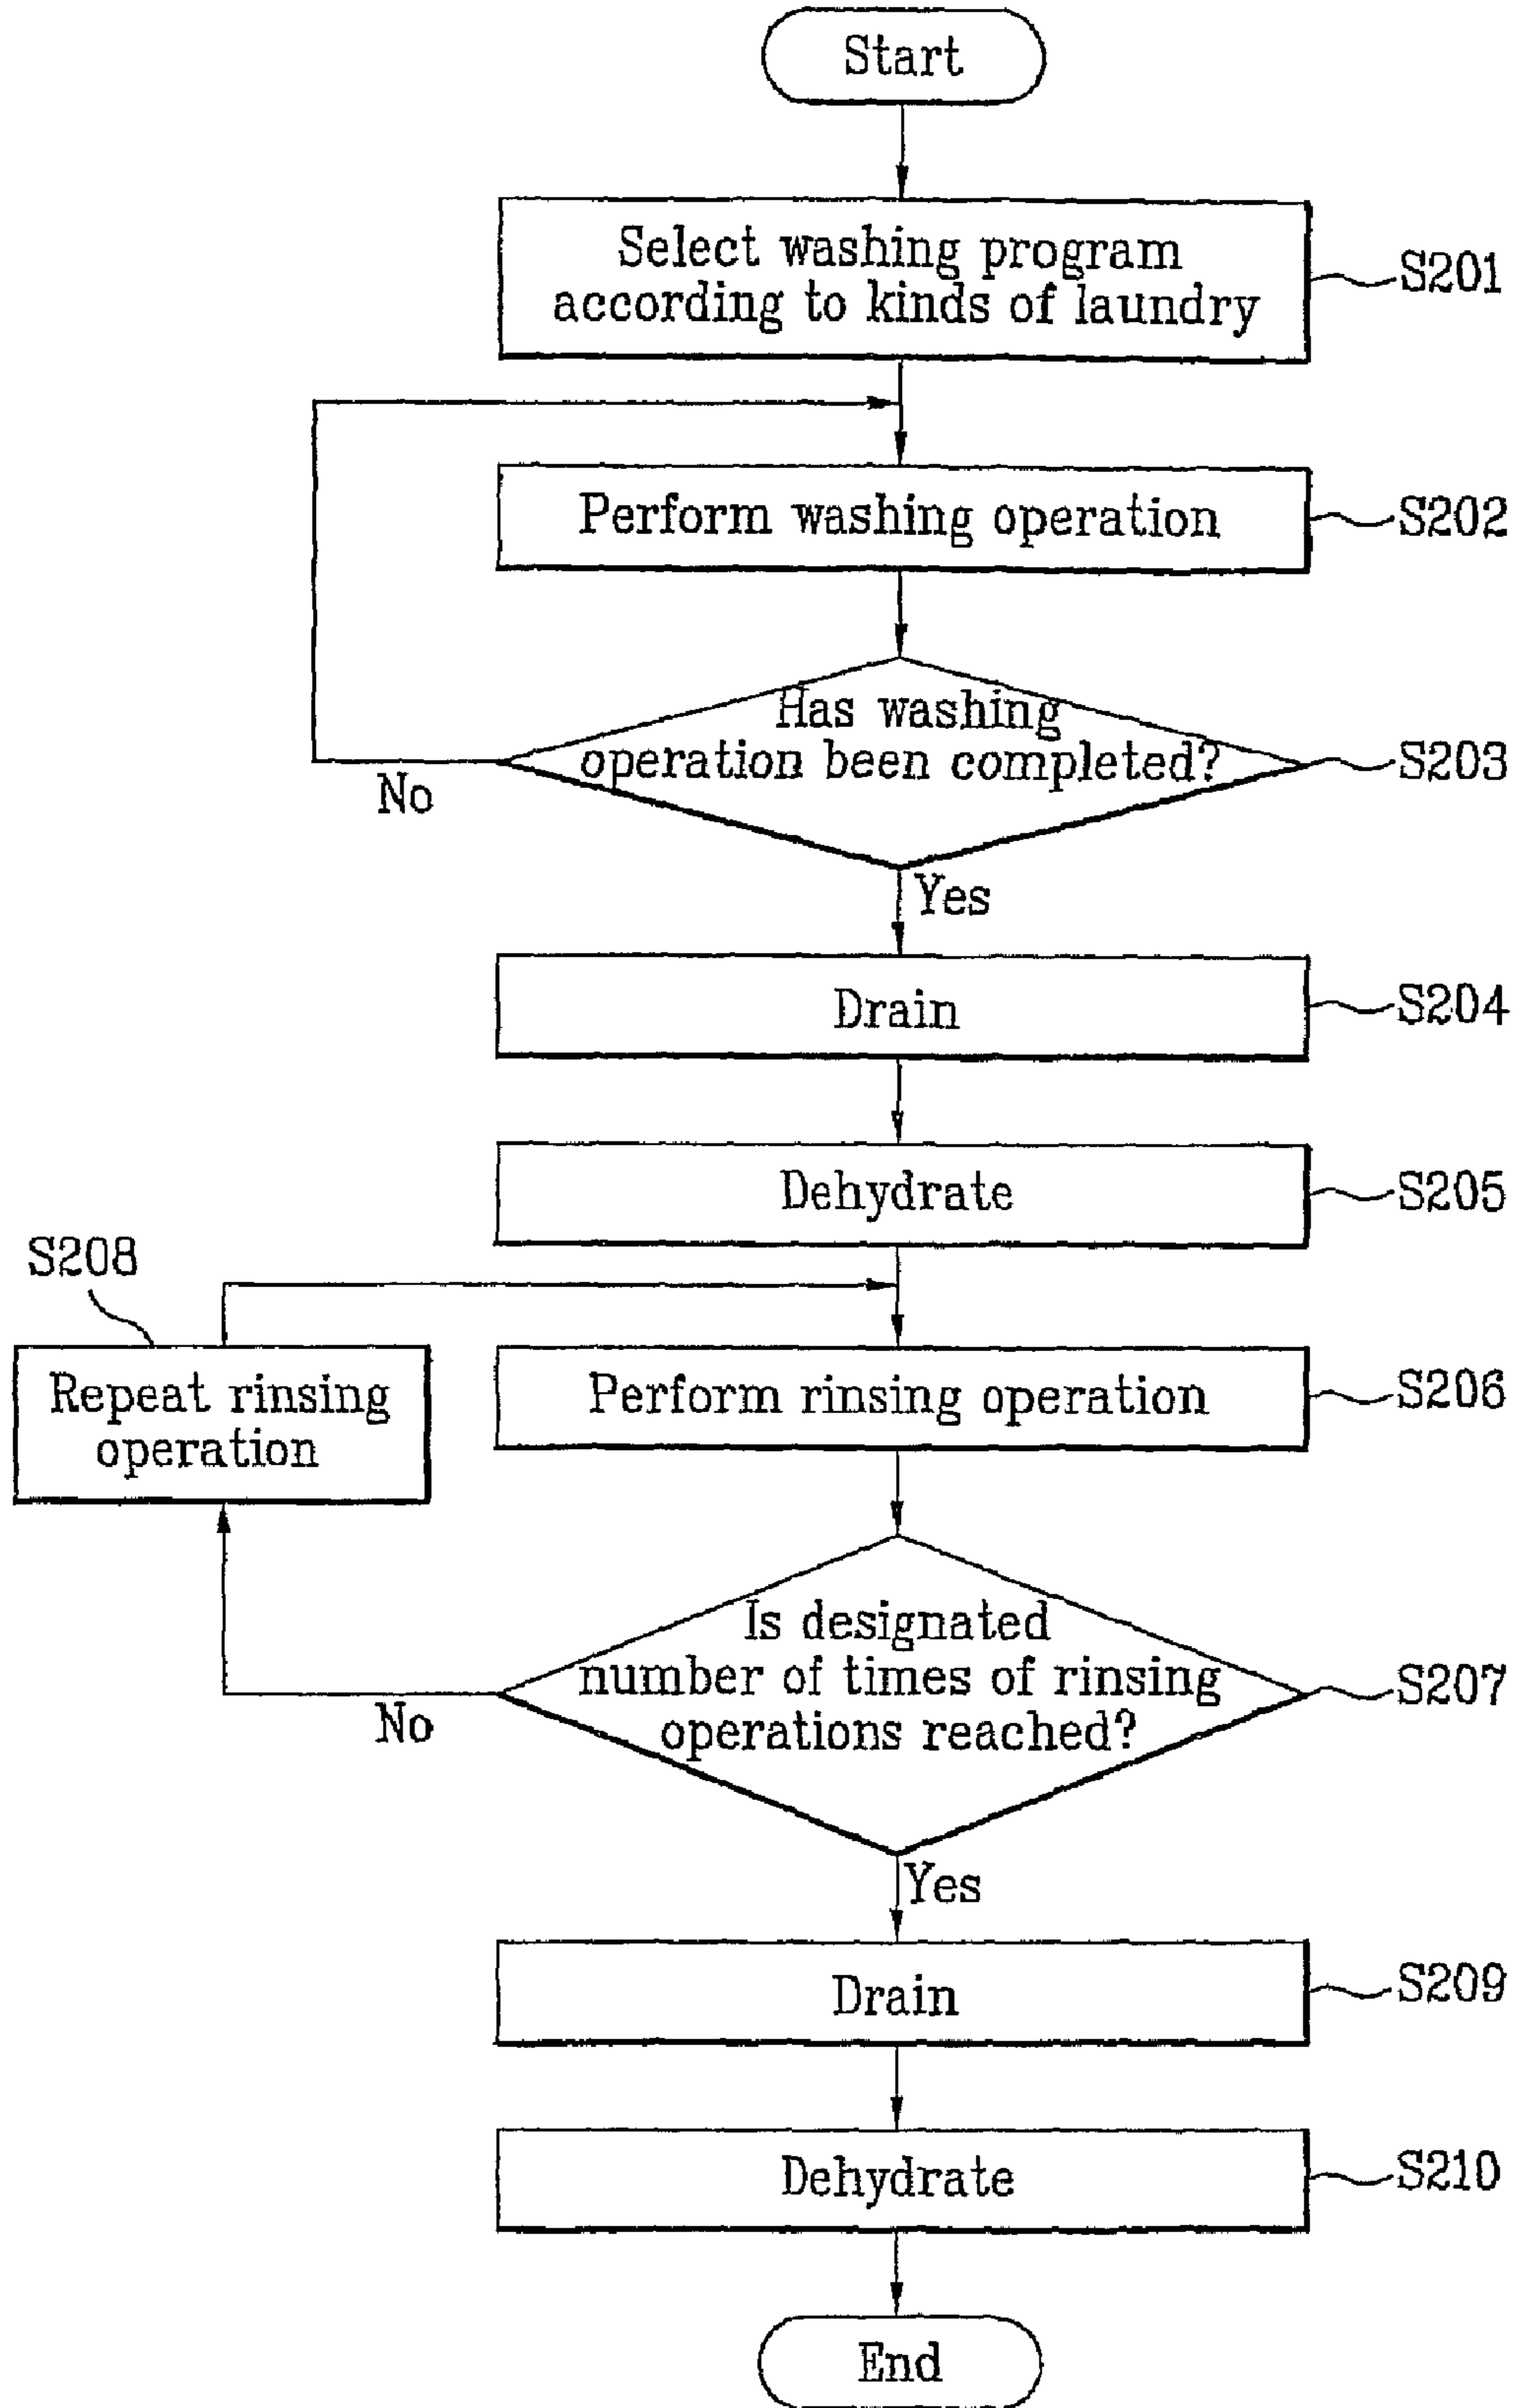 Start
Select washing program
according to kinds of laundry
S201
Perform washing operation
S202
Has washing
operation been completed?
S203
No
Yes
Drain
S204
Dehydrate
S205
S208
Repeat rinsing
operation
Perform rinsing operation
S206
Is designated
number of times of rinsing
operations reached?
S207
No
Yes
Drain
S209
Dehydrate
S210
End